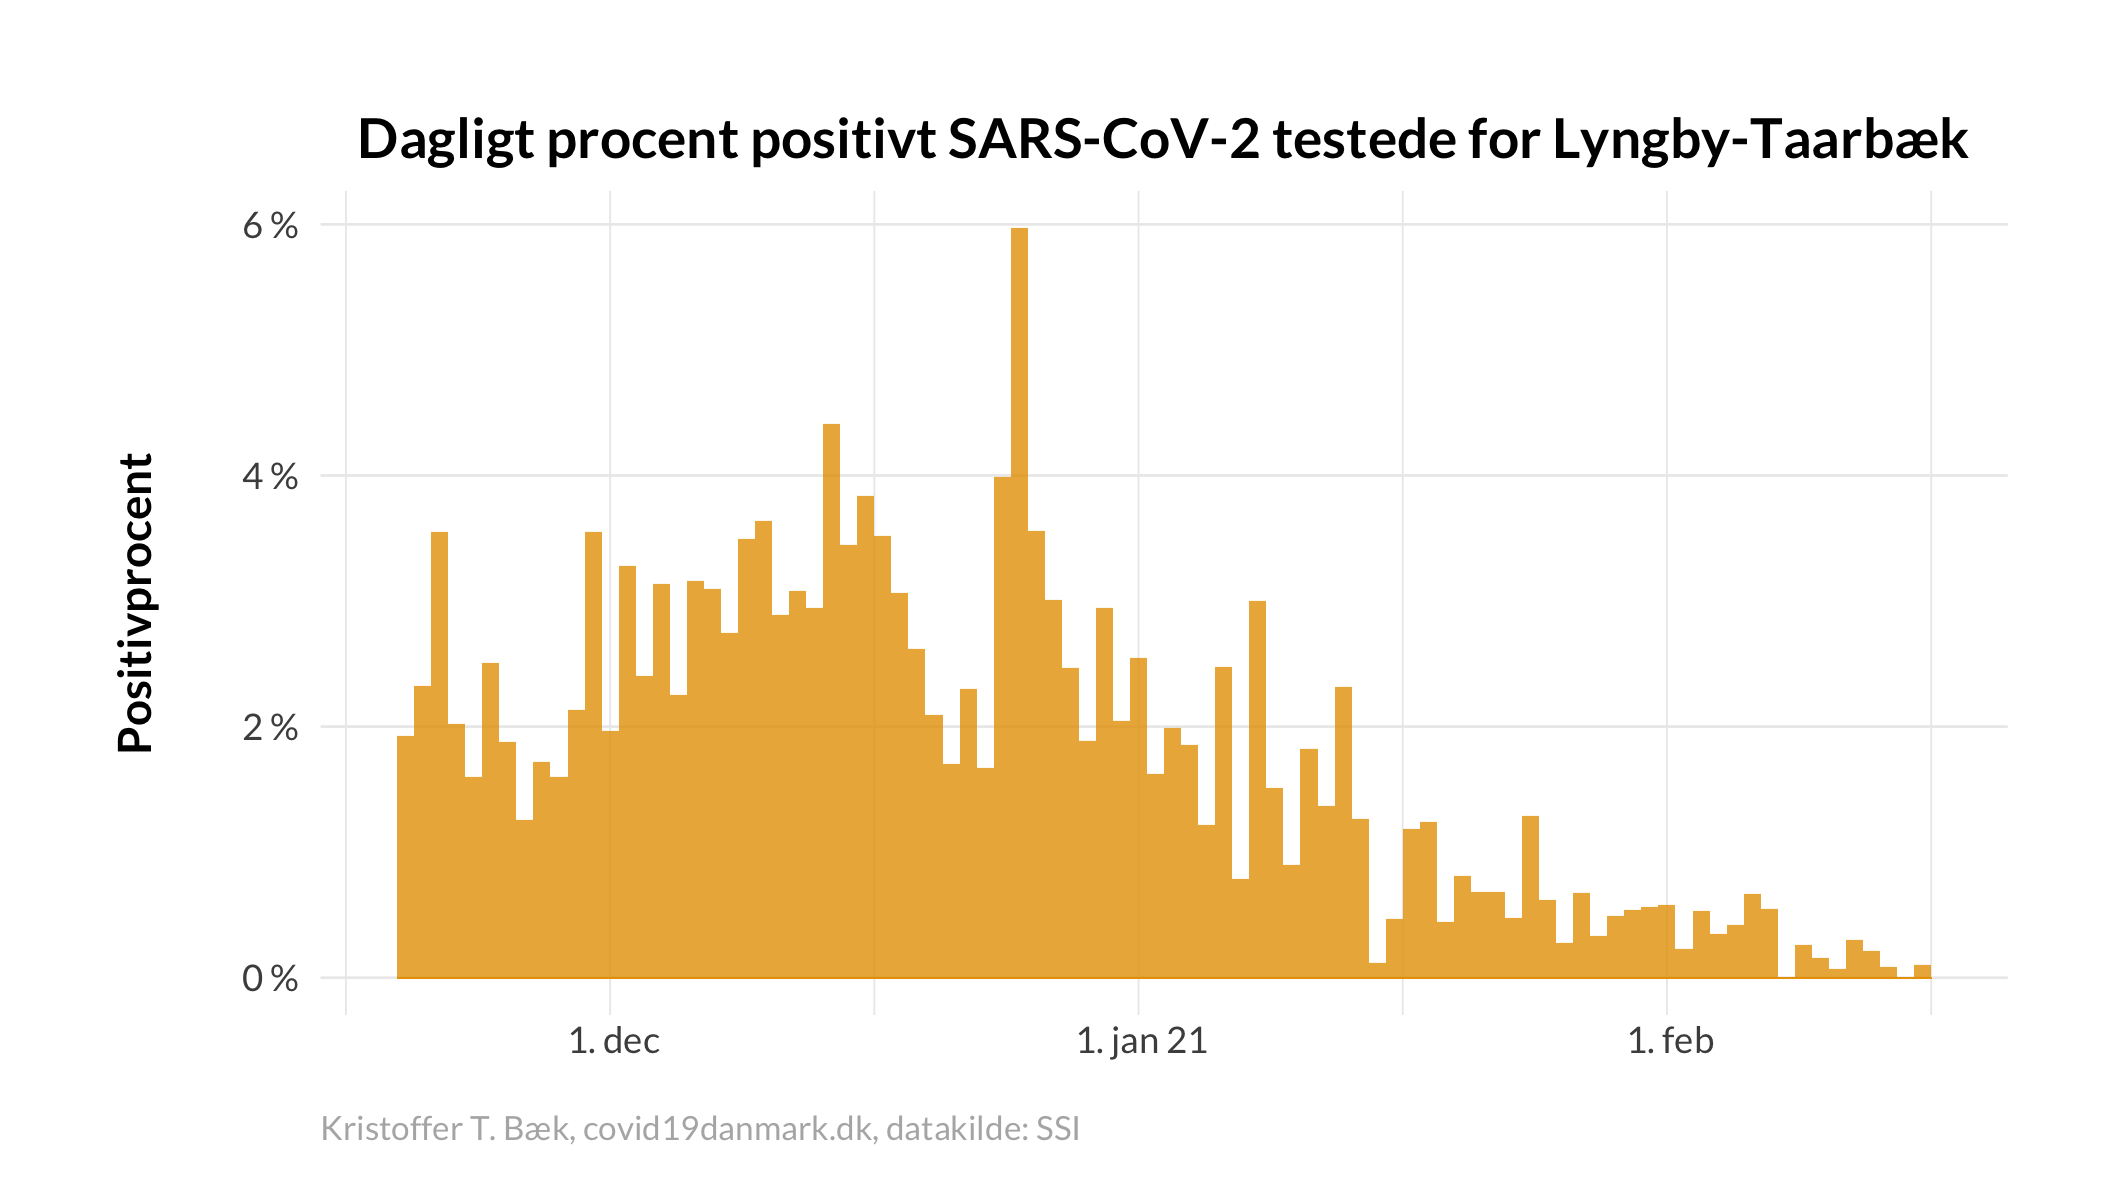 Dagligt procent positivt SARS-CoV-2 testede for Lyngby-Taarbæk
Positivprocent
6 %
4 %
2 %
0 %
1. dec
1. jan 21
1. feb
Kristoffer T. Bæk, covid19danmark.dk, datakilde: SSI